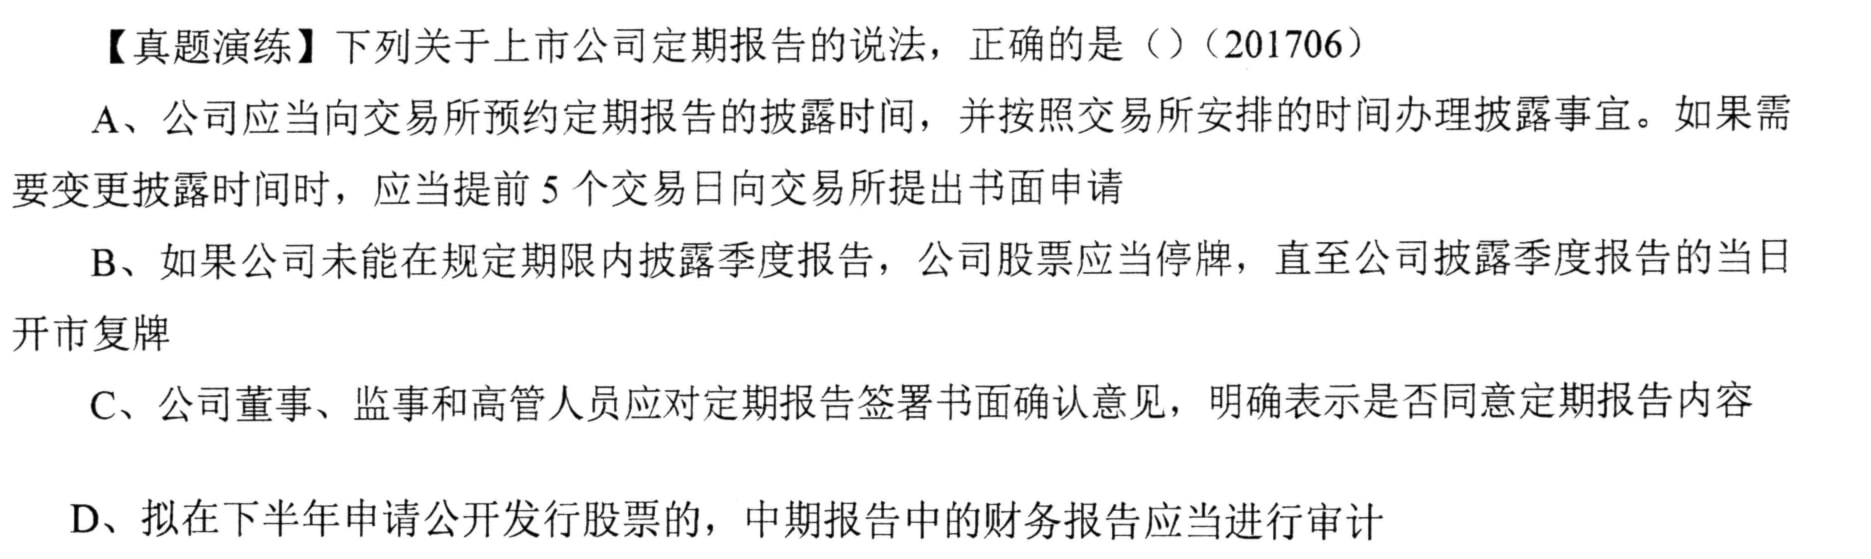 【真题演练】下列关于上市公司定期报告的说法，正确的是（）（201706）
A、公司应当向交易所预约定期报告的披露时间，并按照交易所安排的时间办理披露事宜。如果需
要变更披露时间时，应当提前 5 个交易日向交易所提出书面申请
B、如果公司未能在规定期限内披露季度报告，公司股票应当停牌，直至公司披露季度报告的当日
开市复牌
C、公司董事、监事和高管人员应对定期报告签署书面确认意见，明确表示是否同意定期报告内容
D、拟在下半年申请公开发行股票的，中期报告中的财务报告应当进行审计